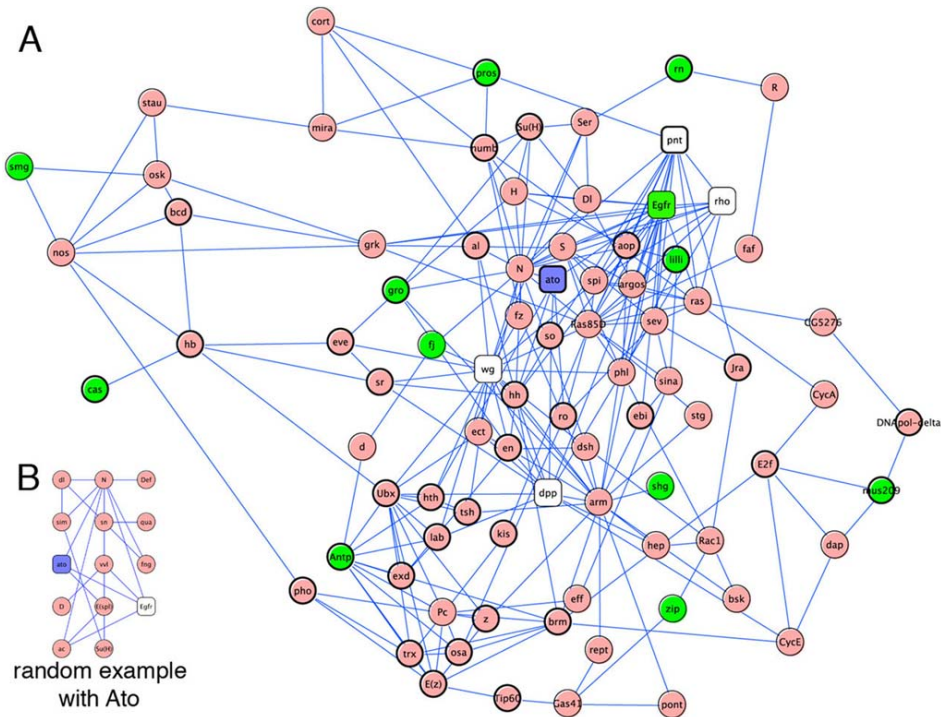 A
cort
pros
rn
R
stau
mira
numb
Su(H)
Ser
pnt
smg
osk
bcd
H
Dl
Egfr
rho
nos
grk
al
N
S
aop
lilli
faf
ato
spi
argos
gro
ras
fz
so
Ras85D
sev
CG5276
hb
eve
fj
wg
phl
sina
Jra
cas
sr
hh
ro
ebi
stg
CycA
DNApol-delta
d
ect
en
dsh
E2f
mus209
Ubx
hth
tsh
dpp
arm
shg
lab
kis
hep
Rac1
dap
Antp
exd
pho
Pc
z
eff
brm
zip
bsk
CycE
trx
osa
rept
E(z)
Tip60
Gas41
pont
B
dl
N
Def
sim
sn
qua
ato
vvl
fng
D
E(spl)
Egfr
ac
Su(H)
random example
with Ato